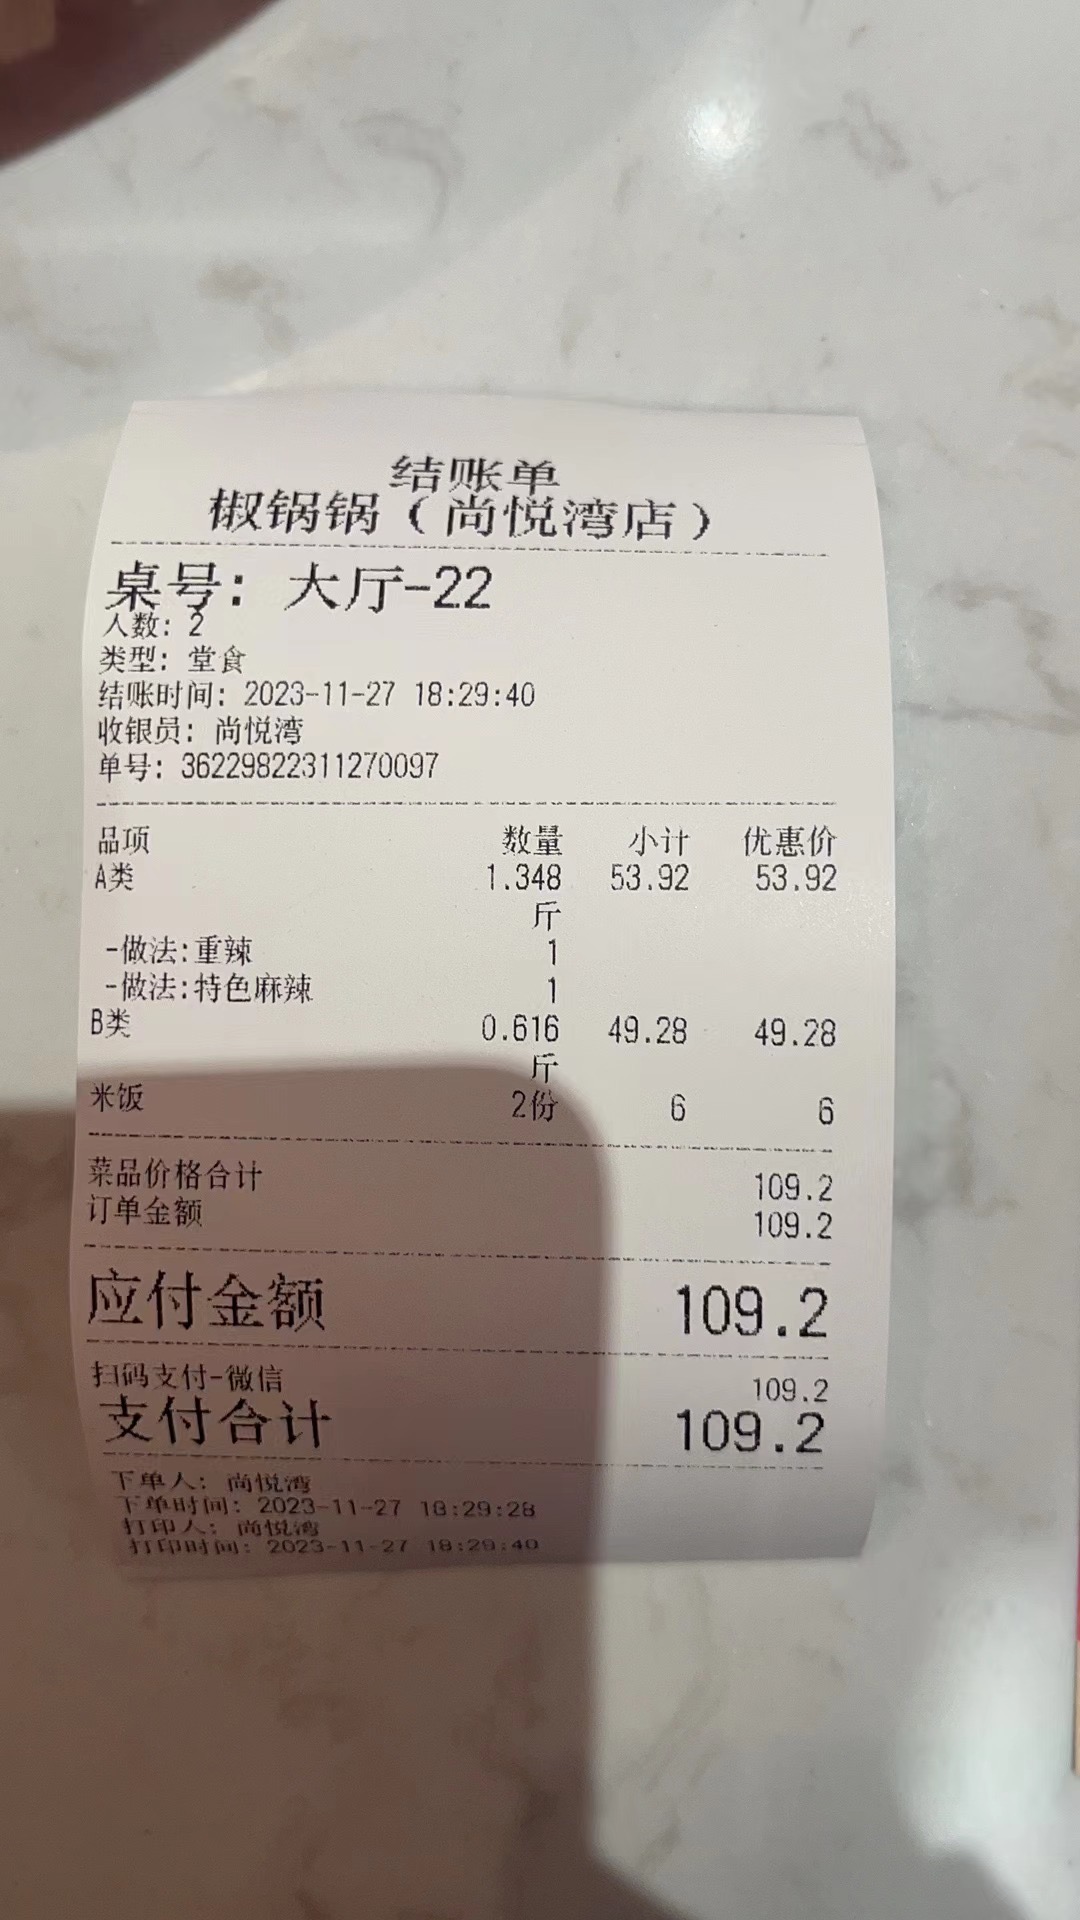 结账单
椒锅锅（尚悦湾店）
桌号：大厅-22
人数：2
类型：堂食
结账时间：2023-11-27 18:29:40
收银员：尚悦湾
单号：36229822311270097
品项 数量 小计 优惠价
A类 1.348 53.92 53.92
斤
-做法:重辣 1
-做法:特色麻辣 1
B类 0.616 49.28 49.28
斤
米饭 2份 6 6
菜品价格合计 109.2
订单金额 109.2
应付金额 109.2
扫码支付-微信 109.2
支付合计 109.2
下单人：尚悦湾
下单时间：2023-11-27 18:29:28
打印人：尚悦湾
打印时间：2023-11-27 18:29:40